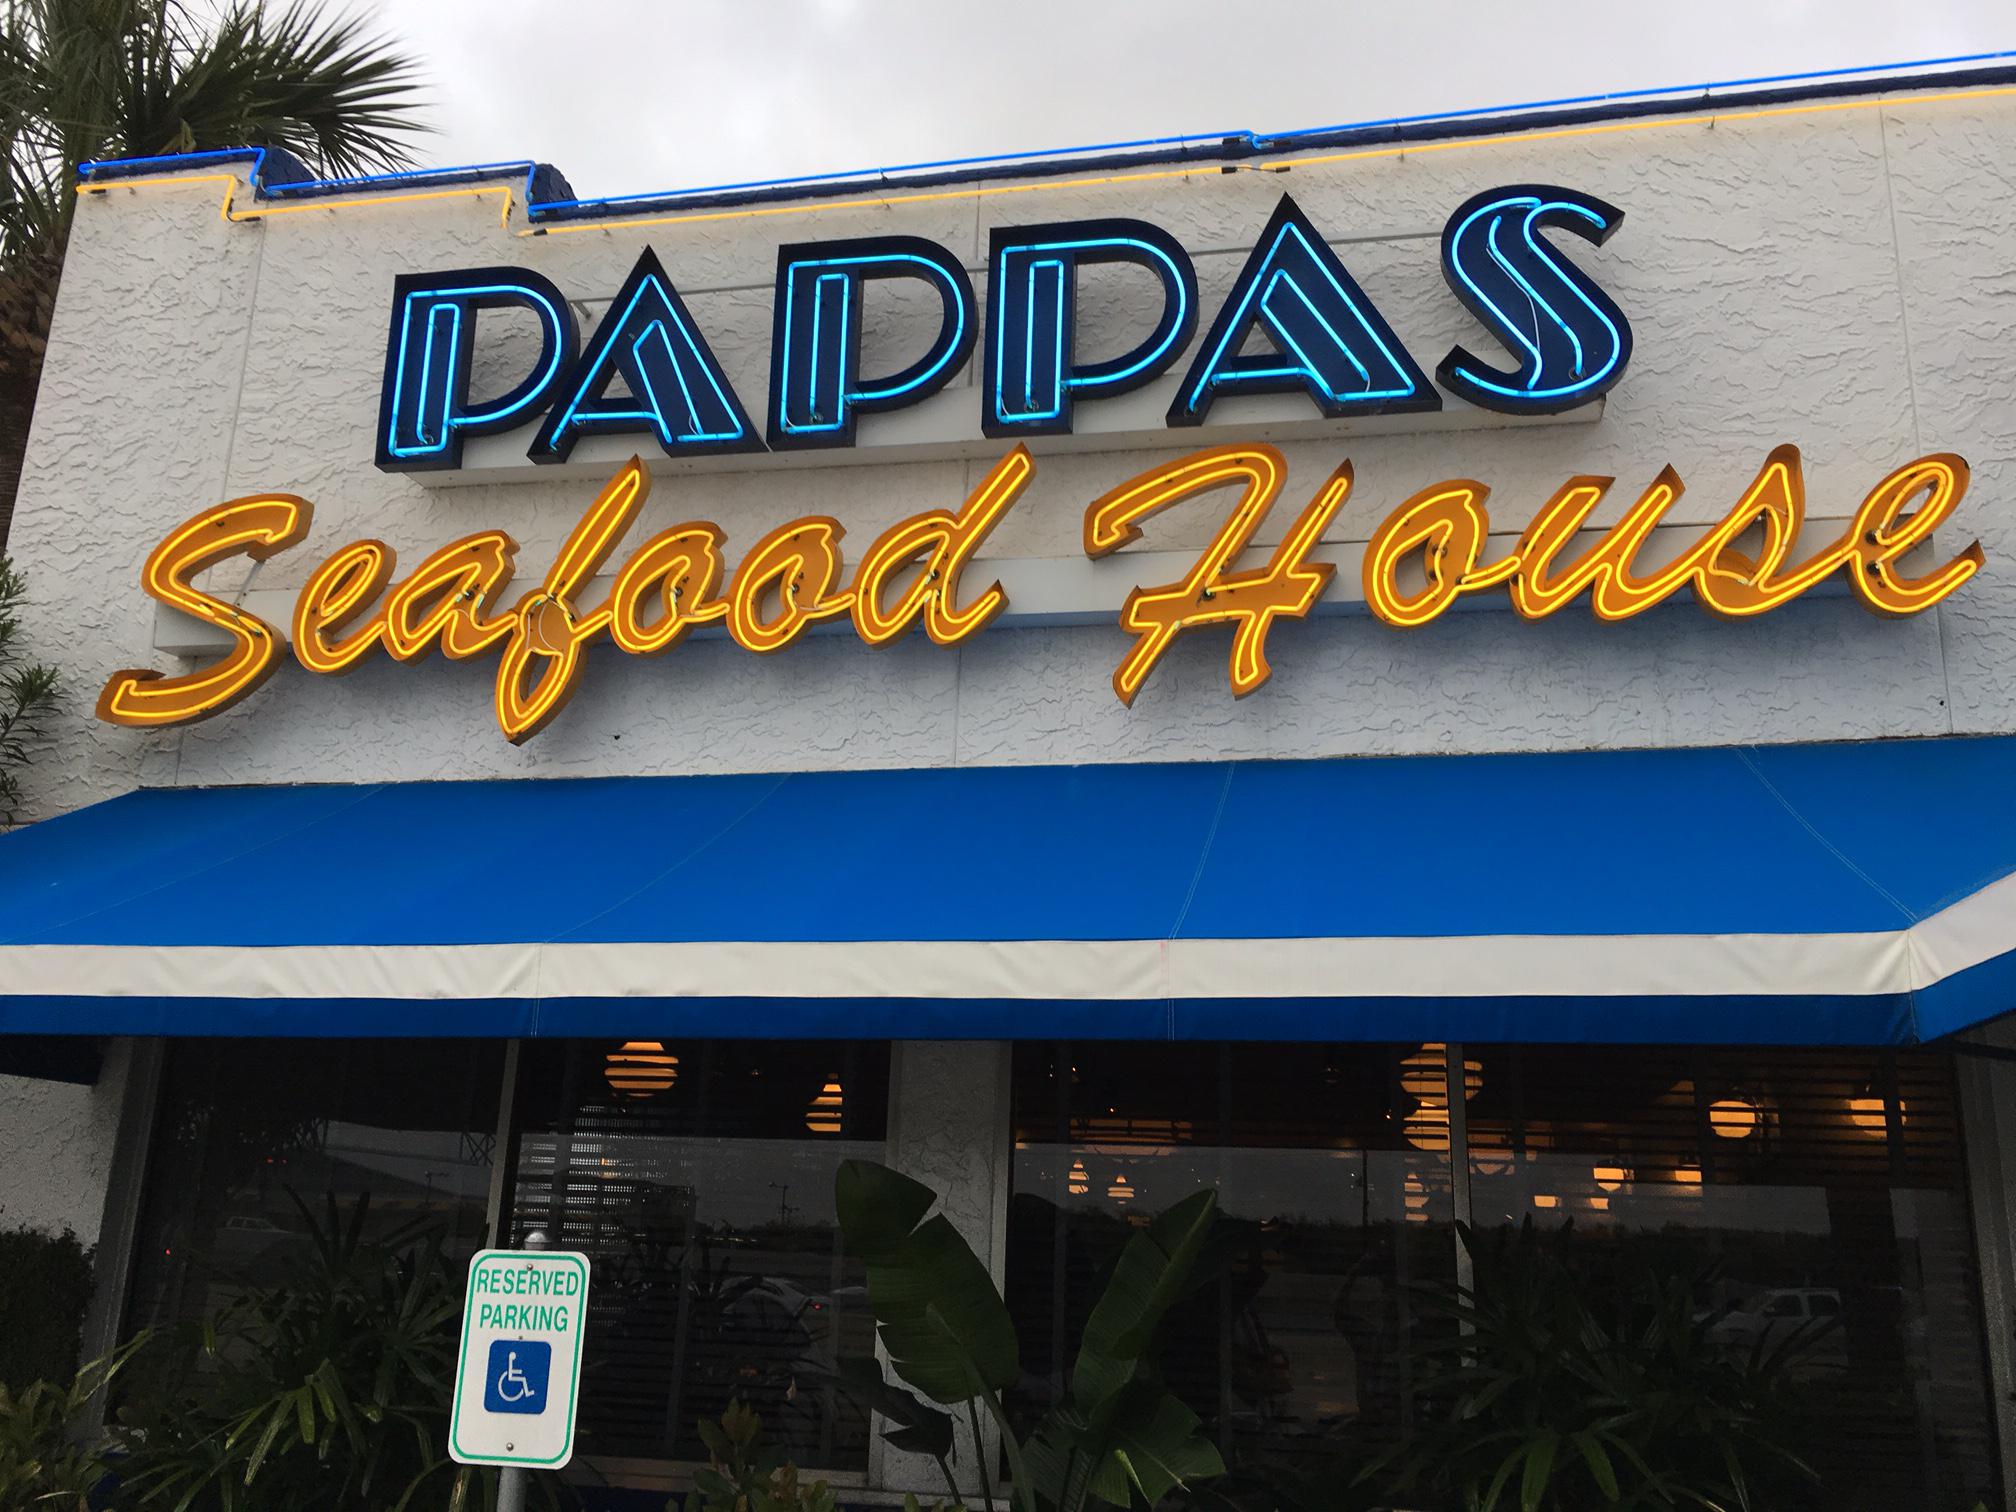 PAPPAS
Seafood House
RESERVED
PARKING